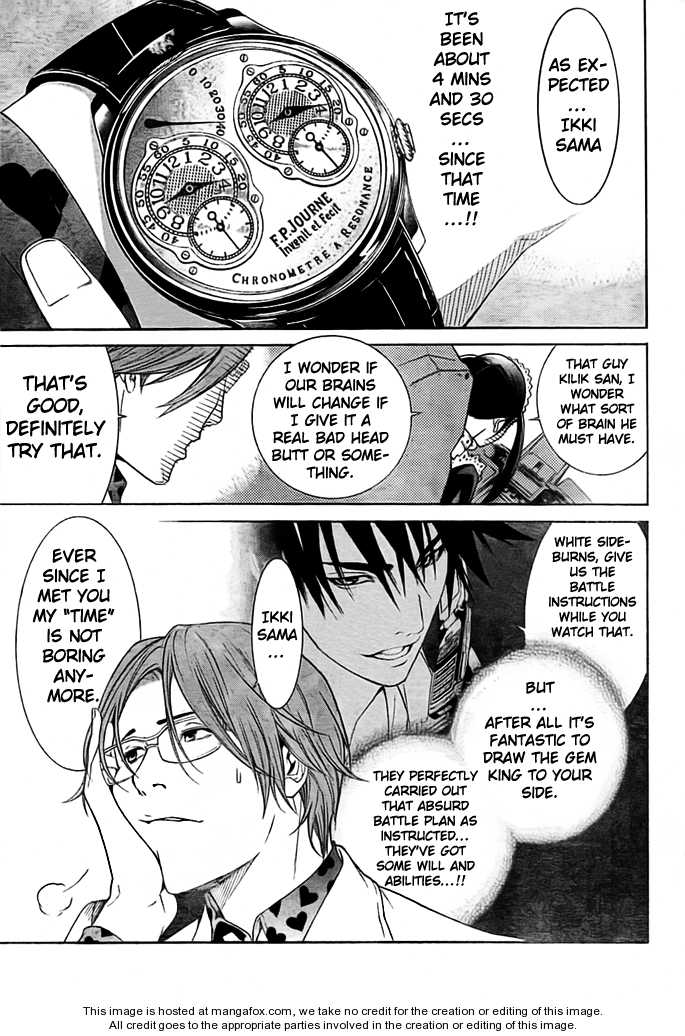 AS EX-
PECTED
...
IKKI
SAMA
IT'S
BEEN
ABOUT
4 MINS
AND 30
SECS
...
SINCE
THAT
TIME
...!!
F.P.JOURNE
Invenit et Fecit
CHRONOMETRE A RESONANCE
THAT GUY
KILIK SAN, I
WONDER
WHAT SORT
OF BRAIN HE
MUST HAVE.
I WONDER IF
OUR BRAINS
WILL CHANGE IF
I GIVE IT A
REAL BAD HEAD
BUTT OR SOME-
THING.
THAT'S
GOOD,
DEFINITELY
TRY THAT.
WHITE SIDE-
BURNS, GIVE
US THE
BATTLE
INSTRUCTIONS
WHILE YOU
WATCH THAT.
BUT
...
AFTER ALL IT'S
FANTASTIC TO
DRAW THE GEM
KING TO YOUR
SIDE.
THEY PERFECTLY
CARRIED OUT
THAT ABSURD
BATTLE PLAN AS
INSTRUCTED...
THEY'VE GOT
SOME WILL AND
ABILITIES...!!
IKKI
SAMA
...
EVER
SINCE I
MET YOU
MY "TIME"
IS NOT
BORING
ANY-
MORE.
This image is hosted at mangafox.com, we take no credit for the creation or editing of this image.
All credit goes to the appropriate parties involved in the creation or editing of this image.